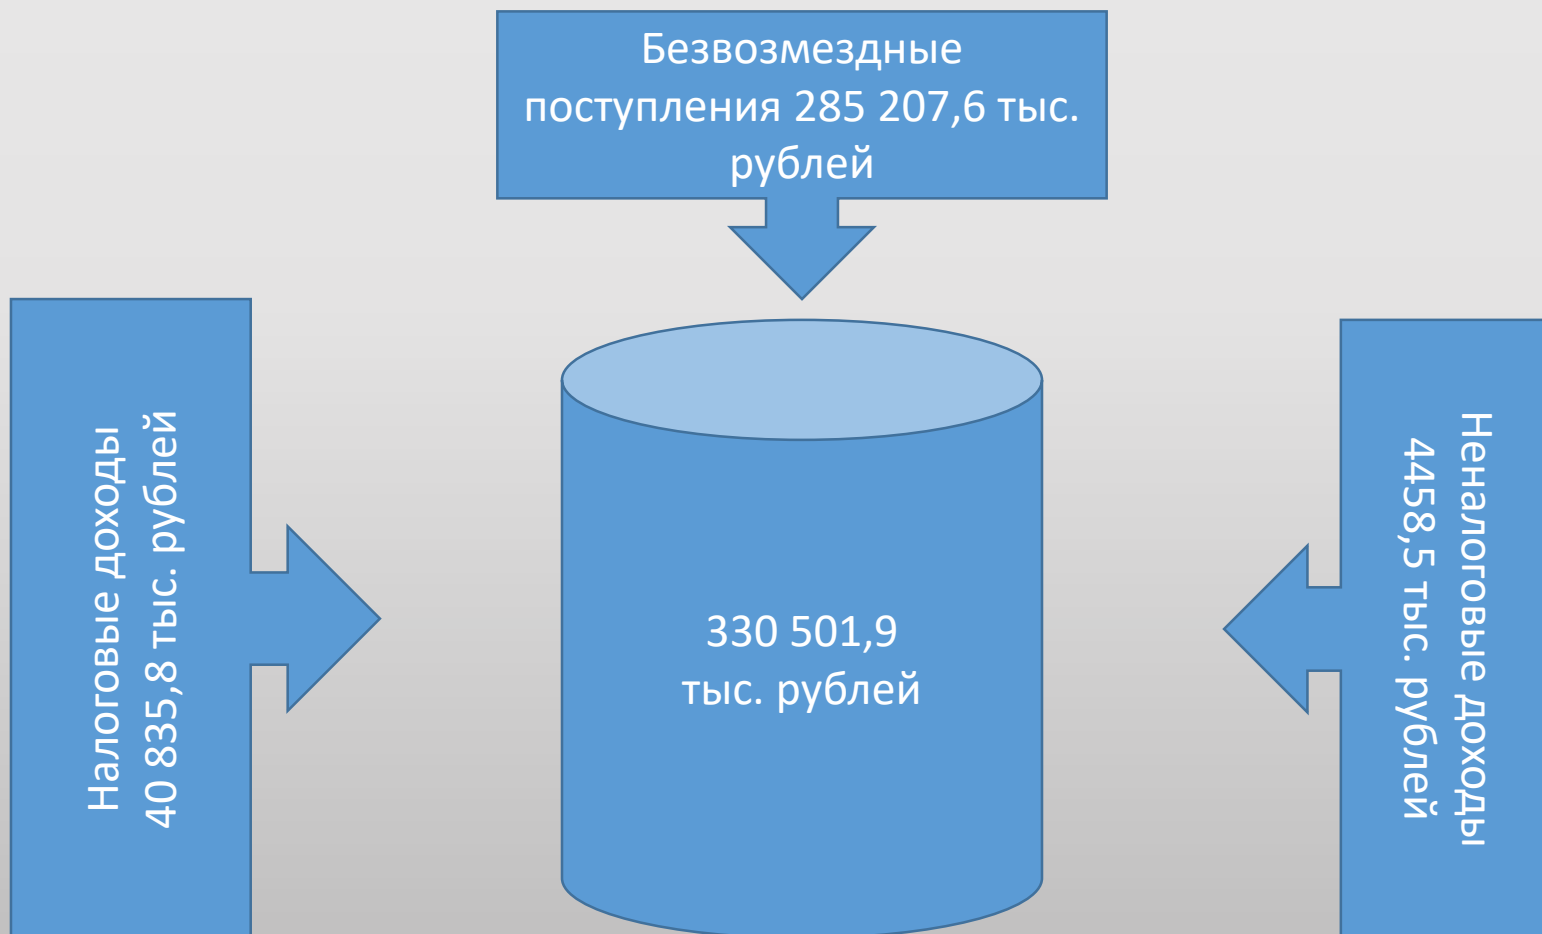 Безвозмездные
поступления 285 207,6 тыс.
рублей
Налоговые доходы
40 835,8 тыс. рублей
330 501,9
тыс. рублей
Неналоговые доходы
4458,5 тыс. рублей